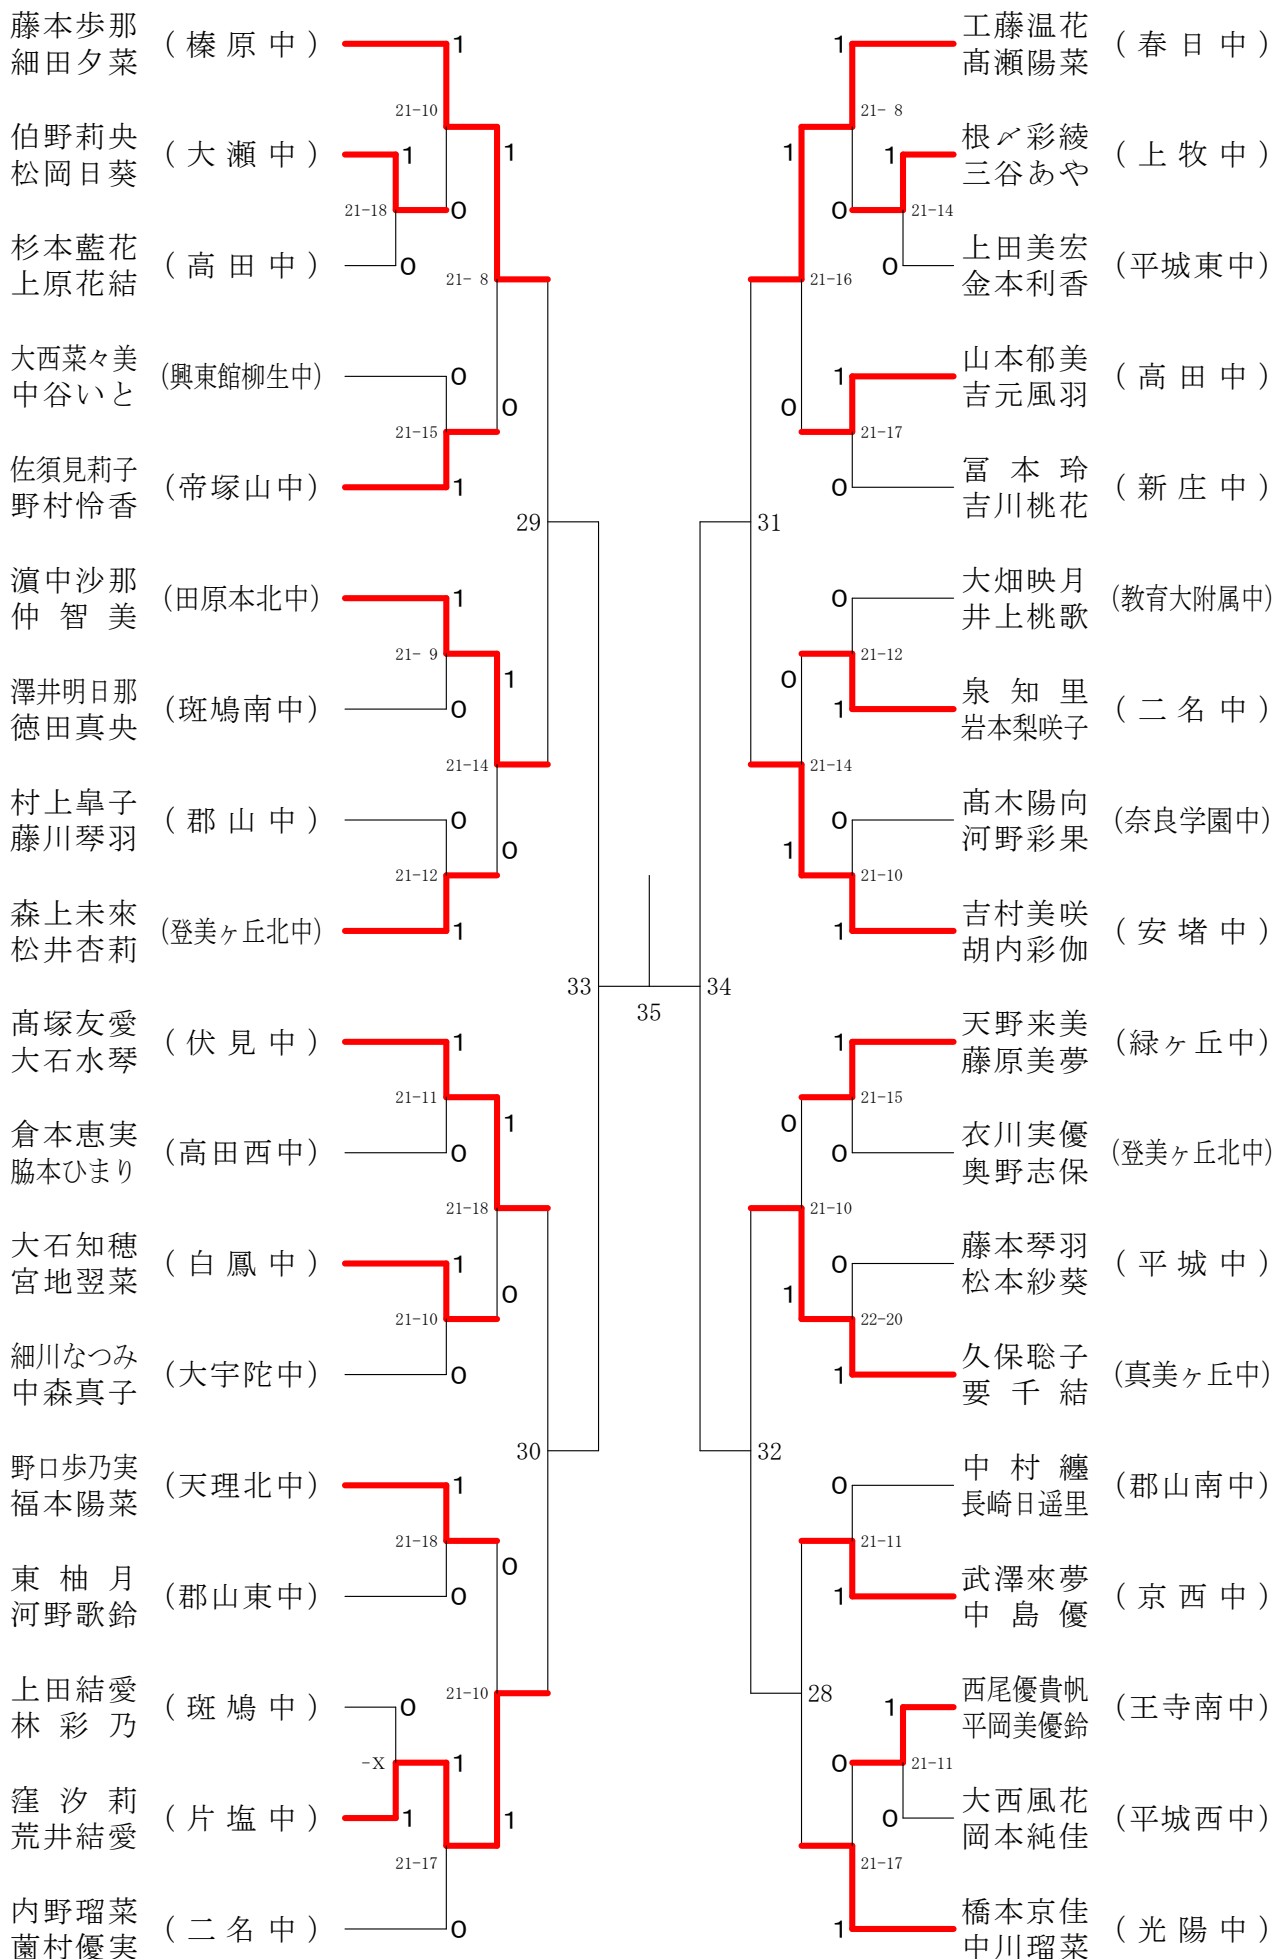 藤本歩那
細田夕菜
(榛原中)
1
21-10
1
伯野莉央
松岡日葵
(大瀬中)
1
21-18
0
杉本藍花
上原花結
(高田中)
0
21- 8
大西菜々美
中谷いと
(興東館柳生中)
0
0
21-15
佐須見莉子
野村怜香
(帝塚山中)
1
29
濵中沙那
仲智美
(田原本北中)
1
21- 9
1
澤井明日那
徳田真央
(斑鳩南中)
0
21-14
村上皐子
藤川琴羽
(郡山中)
0
0
21-12
森上未來
松井杏莉
(登美ヶ丘北中)
1
33
35
34
髙塚友愛
大石水琴
(伏見中)
1
21-11
1
倉本恵実
脇本ひまり
(高田西中)
0
21-18
大石知穂
宮地翌菜
(白鳳中)
1
0
21-10
細川なつみ
中森真子
(大宇陀中)
0
30
野口歩乃実
福本陽菜
(天理北中)
1
21-18
0
東柚月
河野歌鈴
(郡山東中)
0
上田結愛
林彩乃
(斑鳩中)
0
21-10
-X
1
窪汐莉
荒井結愛
(片塩中)
1
1
21-17
内野瑠菜
薗村優実
(二名中)
0
工藤温花
髙瀬陽菜
(春日中)
1
21- 8
1
根〆彩綾
三谷あや
(上牧中)
1
0
21-14
上田美宏
金本利香
(平城東中)
0
21-16
山本郁美
吉元風羽
(高田中)
1
0
21-17
冨本玲
吉川桃花
(新庄中)
0
31
大畑映月
井上桃歌
(教育大附属中)
0
21-12
0
泉知里
岩本梨咲子
(二名中)
1
21-14
髙木陽向
河野彩果
(奈良学園中)
0
1
21-10
吉村美咲
胡内彩伽
(安堵中)
1
天野来美
藤原美夢
(緑ヶ丘中)
1
21-15
0
衣川実優
奥野志保
(登美ヶ丘北中)
0
21-10
藤本琴羽
松本紗葵
(平城中)
0
1
22-20
久保聡子
要千結
(真美ヶ丘中)
1
32
中村纏
長崎日遥里
(郡山南中)
0
21-11
武澤來夢
中島優
(京西中)
1
28
西尾優貴帆
平岡美優鈴
(王寺南中)
1
0
21-11
大西風花
岡本純佳
(平城西中)
0
21-17
橋本京佳
中川瑠菜
(光陽中)
1